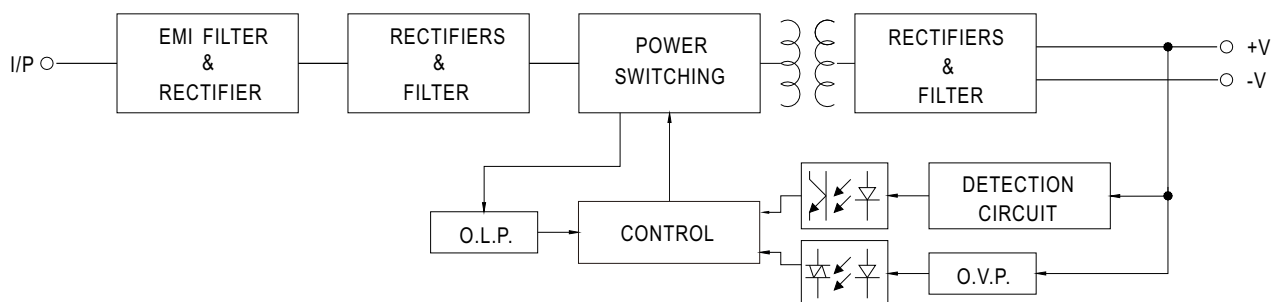 I/P
EMI FILTER
&
RECTIFIER
RECTIFIERS
&
FILTER
POWER
SWITCHING
RECTIFIERS
&
FILTER
+V
-V
O.L.P.
CONTROL
DETECTION
CIRCUIT
O.V.P.